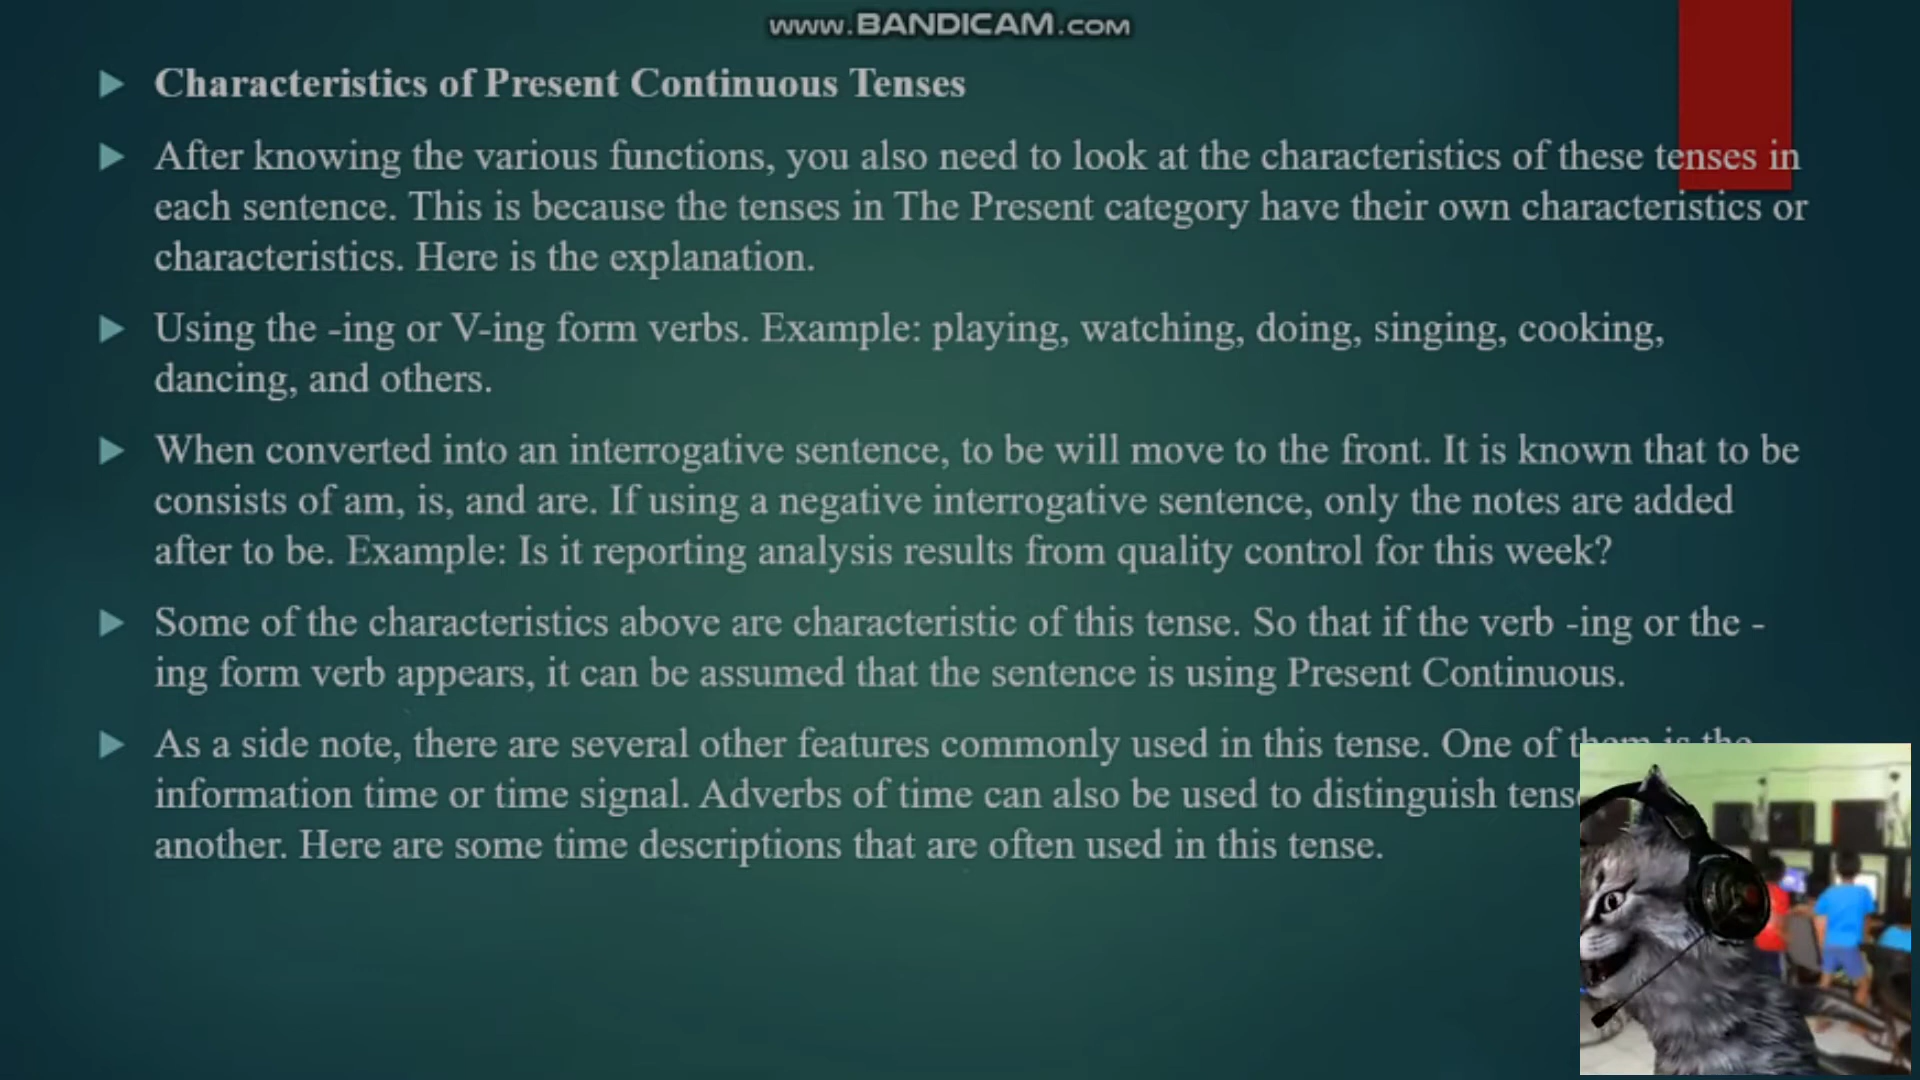 www.BANDICAM.com
Characteristics of Present Continuous Tenses
After knowing the various functions, you also need to look at the characteristics of these tenses in
each sentence. This is because the tenses in The Present category have their own characteristics or
characteristics. Here is the explanation.
Using the -ing or V-ing form verbs. Example: playing, watching, doing, singing, cooking,
dancing, and others.
When converted into an interrogative sentence, to be will move to the front. It is known that to be
consists of am, is, and are. If using a negative interrogative sentence, only the notes are added
after to be. Example: Is it reporting analysis results from quality control for this week?
Some of the characteristics above are characteristic of this tense. So that if the verb -ing or the -
ing form verb appears, it can be assumed that the sentence is using Present Continuous.
As a side note, there are several other features commonly used in this tense. One of them is the
information time or time signal. Adverbs of time can also be used to distinguish
another. Here are some time descriptions that are often used in this tense.